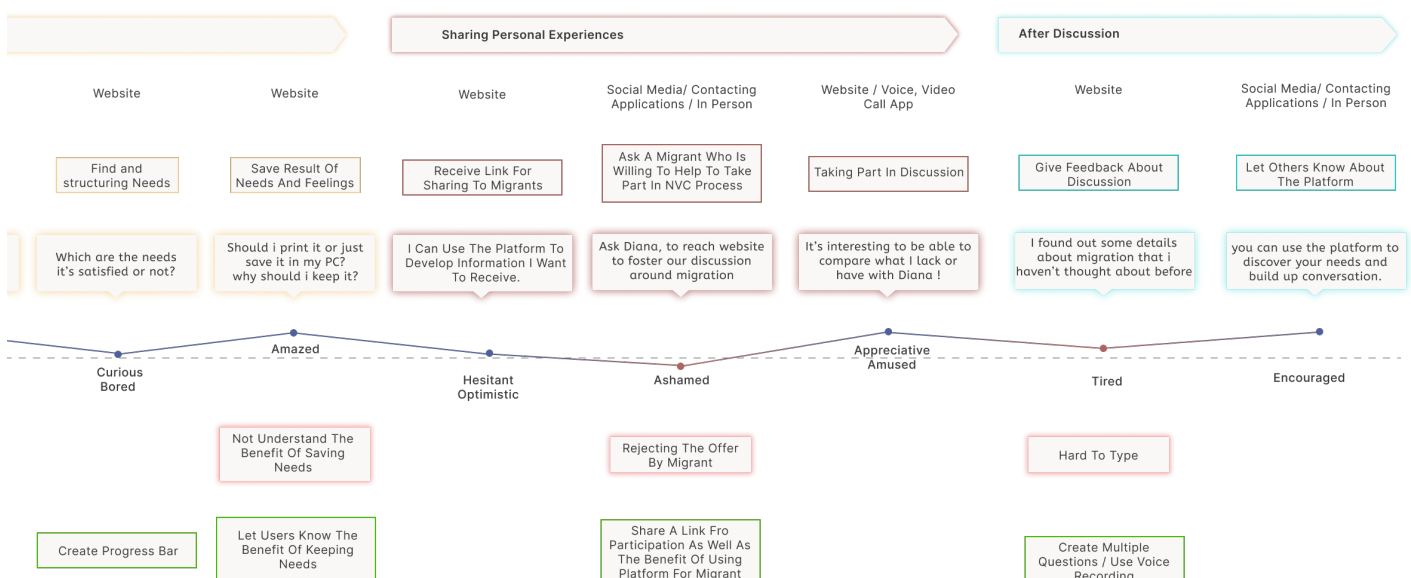 Sharing Personal Experiences
After Discussion
Website
Website
Website
Social Media/ Contacting
Applications / In Person
Website / Voice, Video
Call App
Website
Social Media/ Contacting
Applications / In Person
Find and
structuring Needs
Save Result Of
Needs And Feelings
Receive Link For
Sharing To Migrants
Ask A Migrant Who Is
Willing To Help To Take
Part In NVC Process
Taking Part In Discussion
Give Feedback About
Discussion
Let Others Know About
The Platform
Which are the needs
it's satisfied or not?
Should i print it or just
save it in my PC?
why should i keep it?
I Can Use The Platform To
Develop Information I Want
To Receive.
Ask Diana, to reach website
to foster our discussion
around migration
It's interesting to be able to
compare what I lack or
have with Diana !
I found out some details
about migration that i
haven't thought about before
you can use the platform to
discover your needs and
build up conversation.
Curious
Bored
Amazed
Hesitant
Optimistic
Ashamed
Appreciative
Amused
Tired
Encouraged
Not Understand The
Benefit Of Saving
Needs
Rejecting The Offer
By Migrant
Hard To Type
Create Progress Bar
Let Users Know The
Benefit Of Keeping
Needs
Share A Link Fro
Participation As Well As
The Benefit Of Using
Platform For Migrant
Create Multiple
Questions / Use Voice
Recording